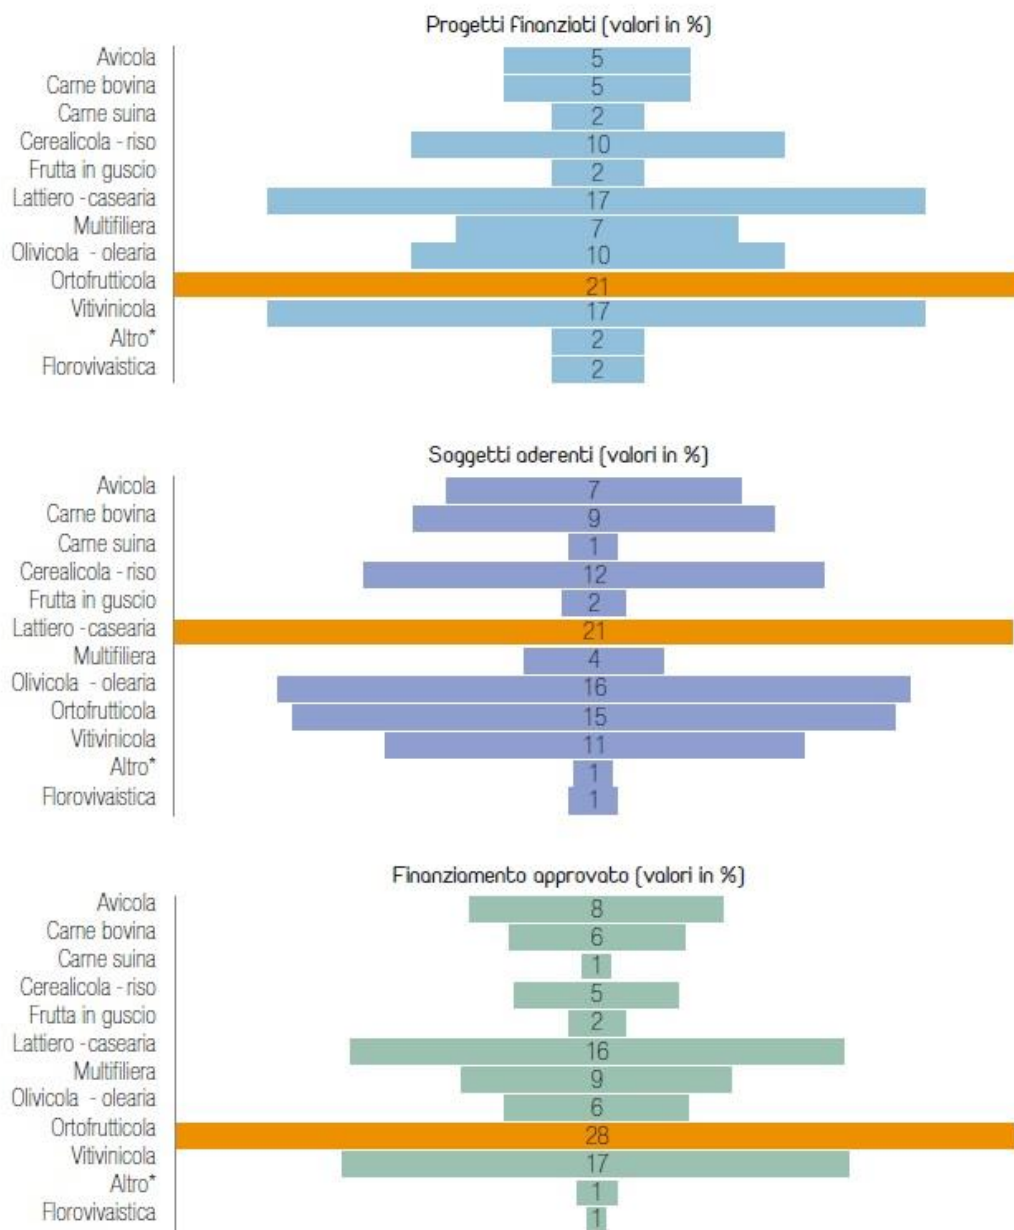 Progetti finanziati (valori in %)
Avicola 5
Carne bovina 5
Carne suina 2
Cerealicola - riso 10
Frutta in guscio 2
Lattiero - casearia 17
Multifiliera 7
Olivicola - olearia 10
Ortofrutticola 21
Vitivinicola 17
Altro* 2
Florovivaistica 2
Soggetti aderenti (valori in %)
Avicola 7
Carne bovina 9
Carne suina 1
Cerealicola - riso 12
Frutta in guscio 2
Lattiero - casearia 21
Multifiliera 4
Olivicola - olearia 16
Ortofrutticola 15
Vitivinicola 11
Altro* 1
Florovivaistica 1
Finanziamento approvato (valori in %)
Avicola 8
Carne bovina 6
Carne suina 1
Cerealicola - riso 5
Frutta in guscio 2
Lattiero - casearia 16
Multifiliera 9
Olivicola - olearia 6
Ortofrutticola 28
Vitivinicola 17
Altro* 1
Florovivaistica 1